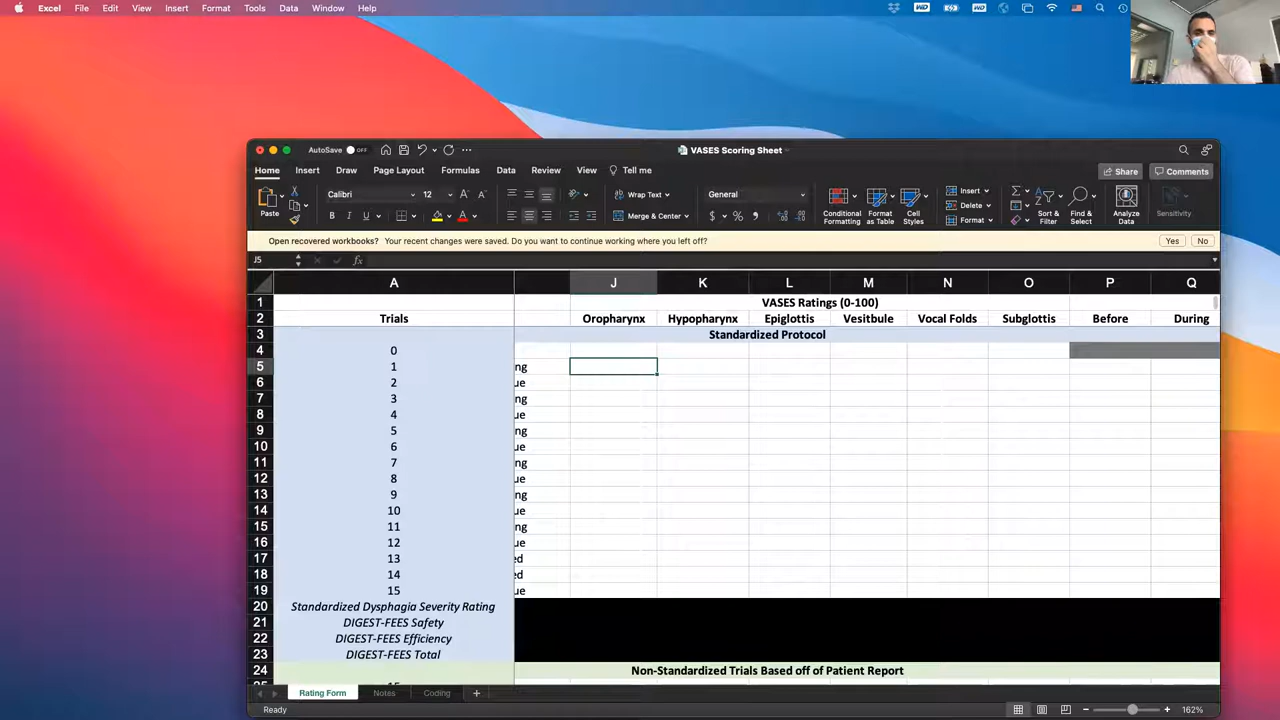 Excel File Edit View Insert Format Tools Data Window Help
AutoSave OFF VASES Scoring Sheet
Home Insert Draw Page Layout Formulas Data Review View Tell me Share Comments
Paste Calibri 12 A A Wrap Text General Conditional Formatting Format as Table Cell Styles Insert Delete Format Sort & Filter Find & Select Analyze Data Sensitivity
B I U A Merge & Center $ %
Open recovered workbooks? Your recent changes were saved. Do you want to continue working where you left off? Yes No
J5 fx
A J K L M N O P Q
1 VASES Ratings (0-100)
2 Trials Oropharynx Hypopharynx Epiglottis Vesitbule Vocal Folds Subglottis Before During
3 Standardized Protocol
4 0
5 1 ng
6 2 ue
7 3 ng
8 4 ue
9 5 ng
10 6 ue
11 7 ng
12 8 ue
13 9 ng
14 10 ue
15 11 ng
16 12 ue
17 13 ed
18 14 ed
19 15 ue
20 Standardized Dysphagia Severity Rating
21 DIGEST-FEES Safety
22 DIGEST-FEES Efficiency
23 DIGEST-FEES Total
24 Non-Standardized Trials Based off of Patient Report
Rating Form Notes Coding +
Ready 162%